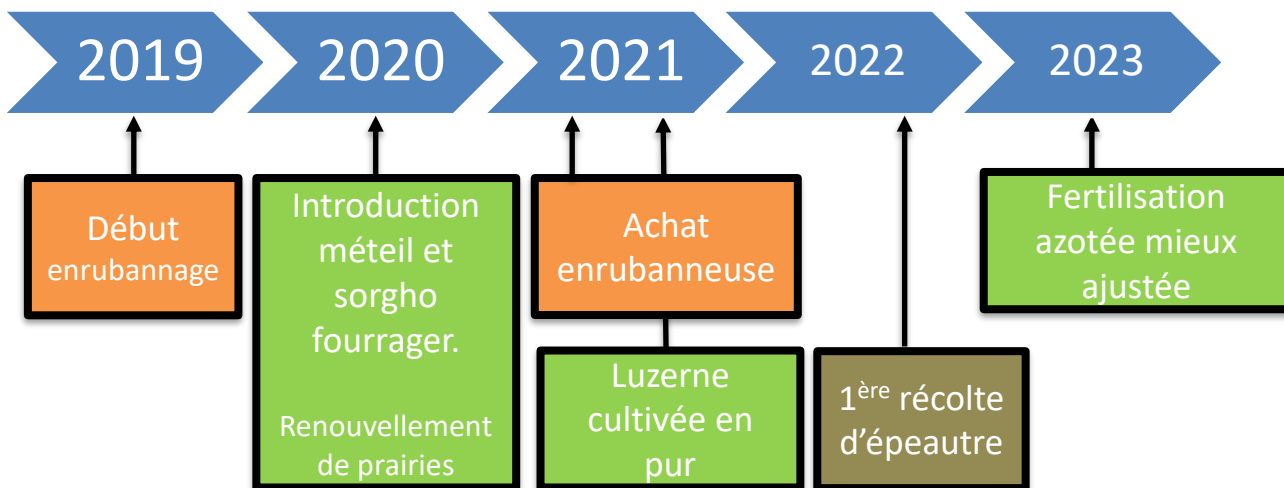 2019
2020
2021
2022
2023
Début
enrubannage
Introduction
méteil et
sorgho
fourrager.
Renouvellement
de prairies
Achat
enrubanneuse
Luzerne
cultivée en
pur
1ère récolte
d'épeautre
Fertilisation
azotée mieux
ajustée